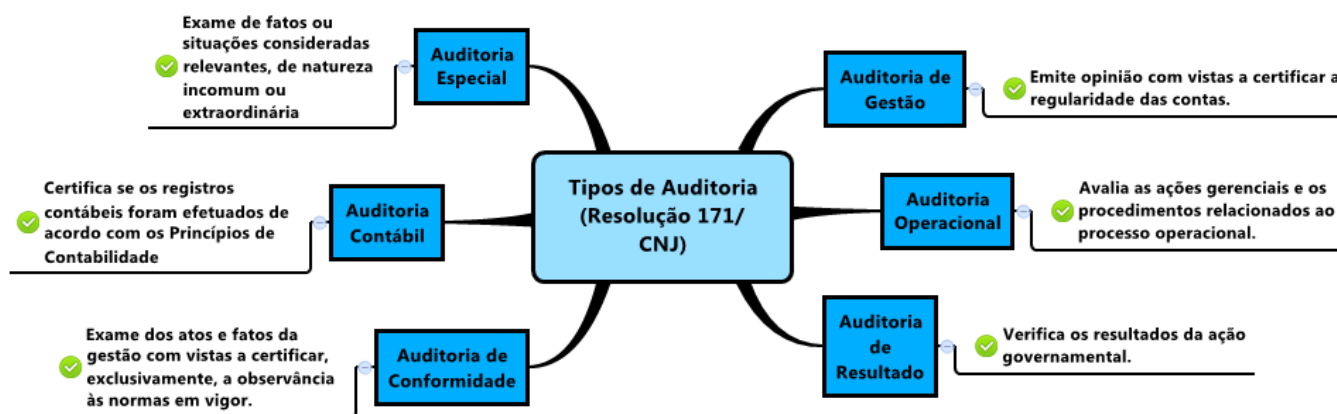 Tipos de Auditoria
(Resolução 171/
CNJ)
Auditoria de
Gestão
Emite opinião com vistas a certificar a
regularidade das contas.
Auditoria
Operacional
Avalia as ações gerenciais e os
procedimentos relacionados ao
processo operacional.
Auditoria
de
Resultado
Verifica os resultados da ação
governamental.
Auditoria de
Conformidade
Exame dos atos e fatos da
gestão com vistas a certificar,
exclusivamente, a observância
às normas em vigor.
Auditoria
Contábil
Certifica se os registros
contábeis foram efetuados de
acordo com os Princípios de
Contabilidade
Auditoria
Especial
Exame de fatos ou
situações consideradas
relevantes, de natureza
incomum ou
extraordinária